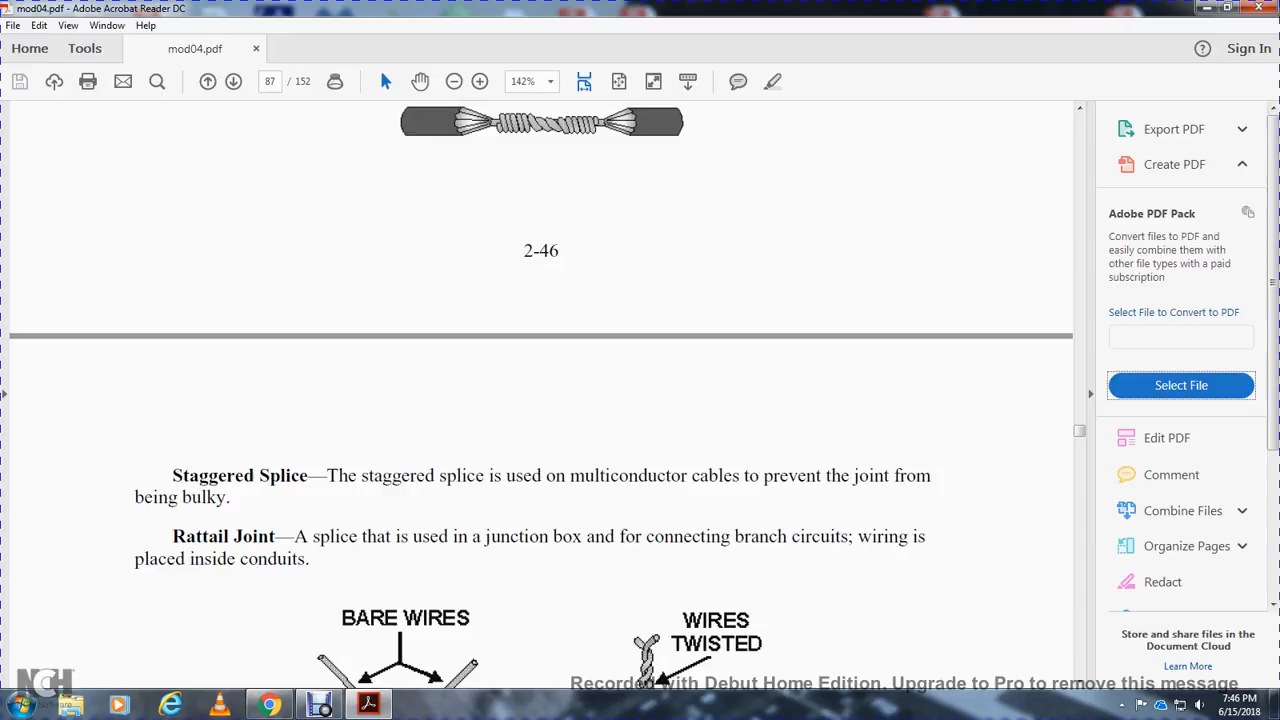 mod04.pdf - Adobe Acrobat Reader DC
File Edit View Window Help
Home Tools mod04.pdf × Sign In
87 / 152 142%
2-46
Staggered Splice—The staggered splice is used on multiconductor cables to prevent the joint from
being bulky.
Rattail Joint—A splice that is used in a junction box and for connecting branch circuits; wiring is
placed inside conduits.
BARE WIRES
WIRES
TWISTED
Export PDF
Create PDF
Adobe PDF Pack
Convert files to PDF and
easily combine them with
other file types with a paid
subscription
Select File to Convert to PDF
Select File
Edit PDF
Comment
Combine Files
Organize Pages
Redact
Store and share files in the
Document Cloud
Learn More
NCH
Software
Recorded with Debut Home Edition. Upgrade to Pro to remove this message
7:46 PM
6/15/2018